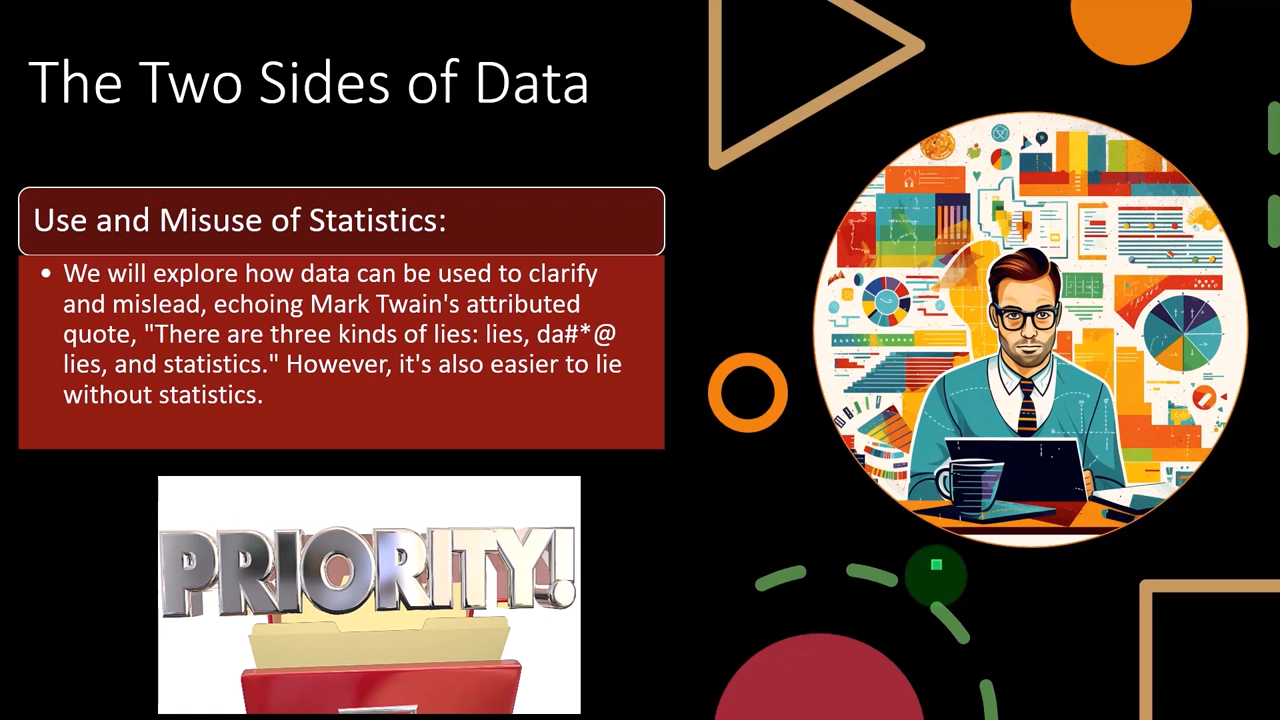 The Two Sides of Data
Use and Misuse of Statistics:
• We will explore how data can be used to clarify
and mislead, echoing Mark Twain's attributed
quote, "There are three kinds of lies: lies, da#*@
lies, and statistics." However, it's also easier to lie
without statistics.
PRIORITY!